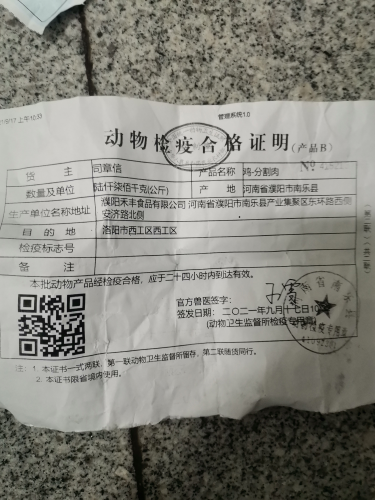 管理系统1.0
动物检疫合格证明(产品B)
货 主 司章信 产品名称 鸡-分割肉
数量及单位 陆仟柒佰千克(公斤) 产 地 河南省濮阳市南乐县
生产单位名称地址 濮阳禾丰食品有限公司 河南省濮阳市南乐县产业集聚区东环路西侧
安济路北侧
目 的 地 洛阳市西工区西工区
检疫标志号
备 注
本批动物产品经检疫合格，应于二十四小时内到达有效。
官方兽医签字：
签发日期：二〇二一年九月十七日10
(动物卫生监督所检疫专用章)
注：1. 本证书一式两联，第一联动物卫生监督所留存，第二联随货同行。
2. 本证书限省境内使用。